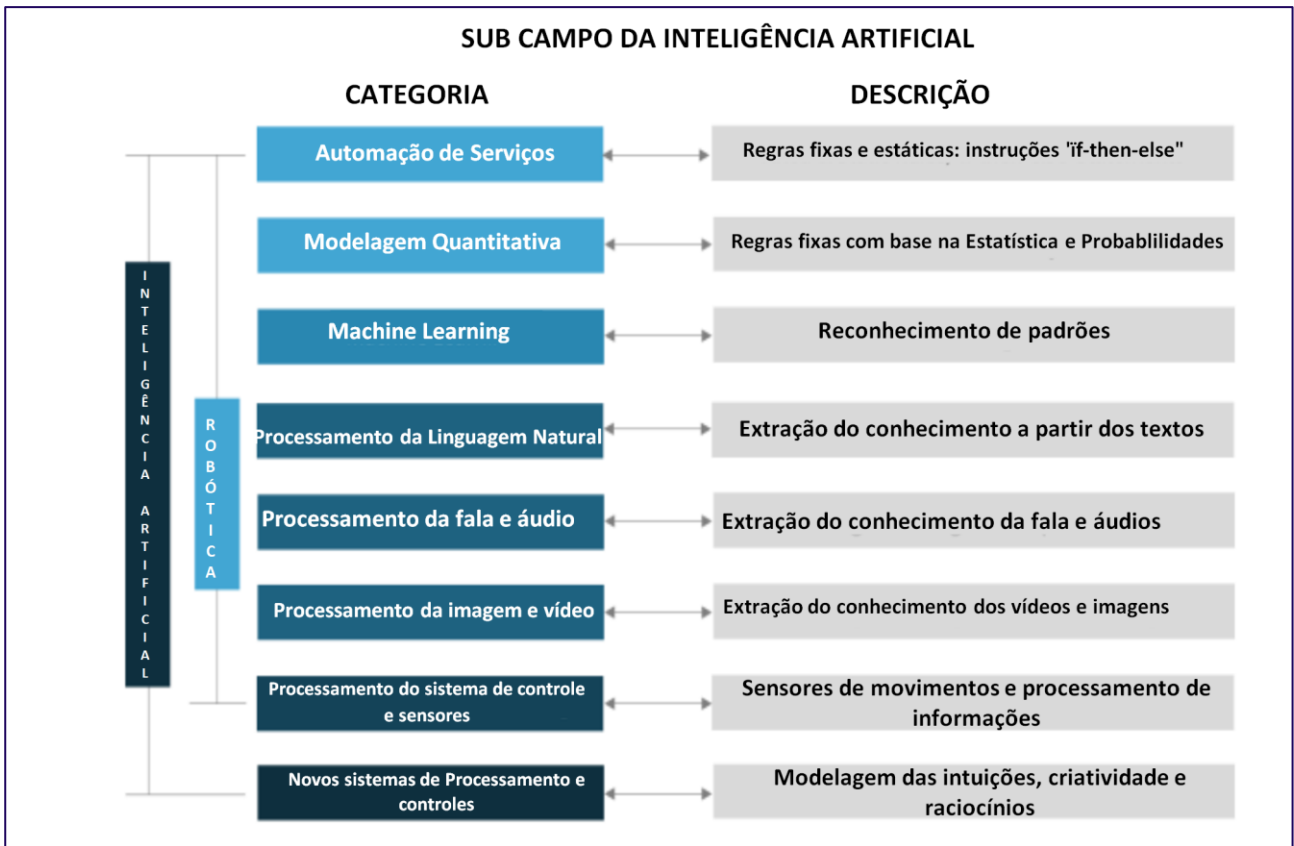 SUB CAMPO DA INTELIGÊNCIA ARTIFICIAL
CATEGORIA
DESCRIÇÃO
Automação de Serviços
Regras fixas e estáticas: instruções 'ïf-then-else"
Modelagem Quantitativa
Regras fixas com base na Estatística e Probablilidades
Machine Learning
Reconhecimento de padrões
Processamento da Linguagem Natural
Extração do conhecimento a partir dos textos
Processamento da fala e áudio
Extração do conhecimento da fala e áudios
Processamento da imagem e vídeo
Extração do conhecimento dos vídeos e imagens
Processamento do sistema de controle
e sensores
Sensores de movimentos e processamento de
informações
Novos sistemas de Processamento e
controles
Modelagem das intuições, criatividade e
raciocínios
INTELIGÊNCIA ARTIFICIAL
ROBÓTICA